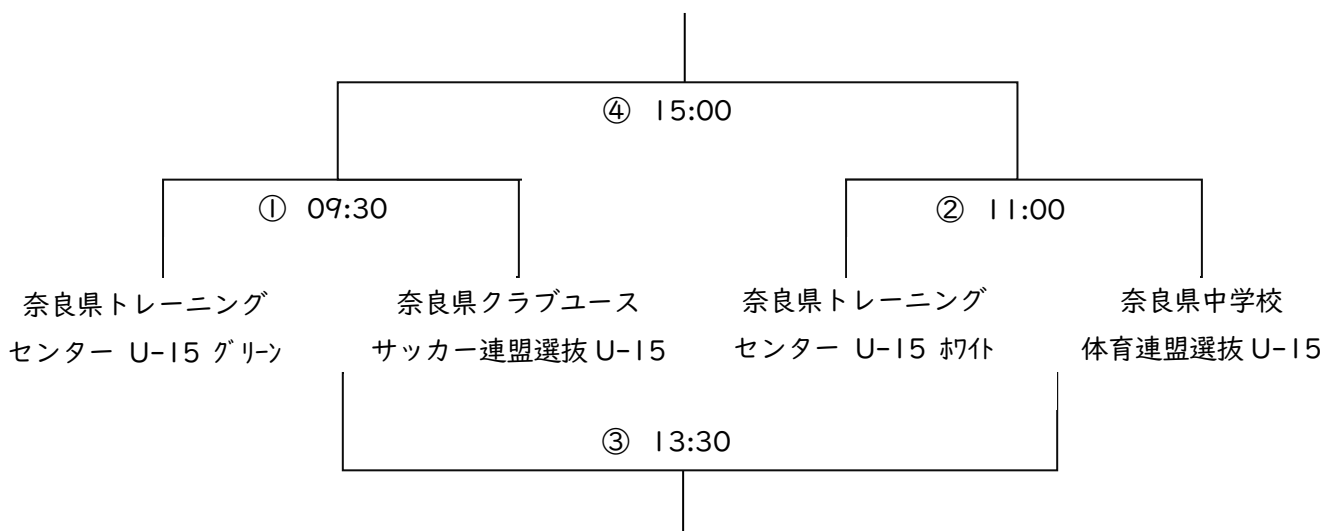 ④ 15:00
① 09:30
② 11:00
奈良県トレーニング
センター U-15 グリーン
奈良県クラブユース
サッカー連盟選抜U-15
奈良県トレーニング
センター U-15 ホワイト
奈良県中学校
体育連盟選抜U-15
③ 13:30